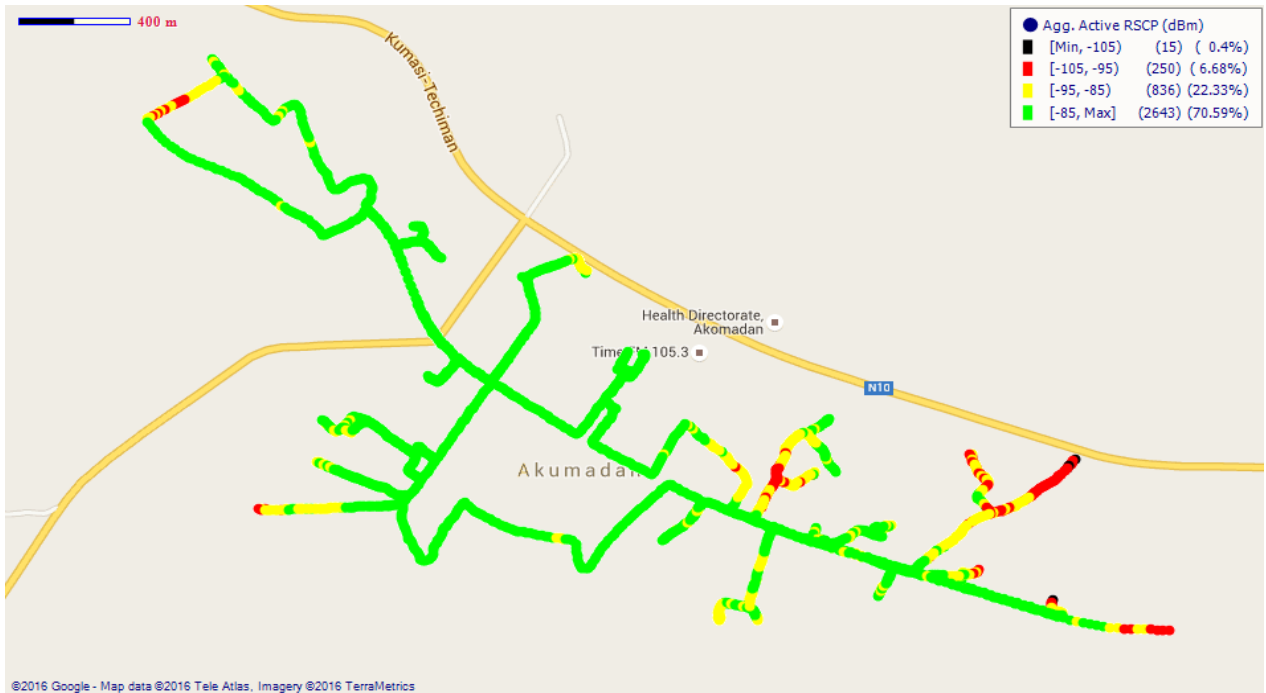 400 m
Agg. Active RSCP (dBm)
[Min, -105) (15) ( 0.4%)
[-105, -95) (250) ( 6.68%)
[-95, -85) (836) (22.33%)
[-85, Max] (2643) (70.59%)
Kumasi-Techiman
Health Directorate,
Akomadan
Time FM 105.3
N10
Akumadan
©2016 Google - Map data ©2016 Tele Atlas, Imagery ©2016 TerraMetrics